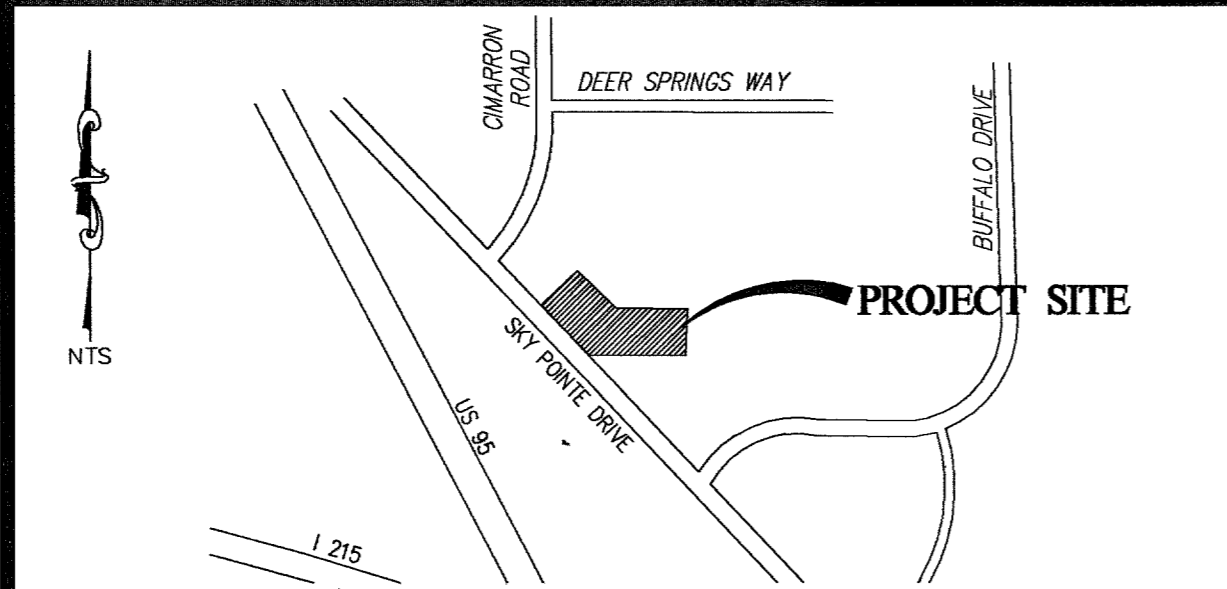 CIMARRON
ROAD
DEER SPRINGS WAY
BUFFALO DRIVE
PROJECT SITE
NTS
SKY POINTE DRIVE
US 95
I 215